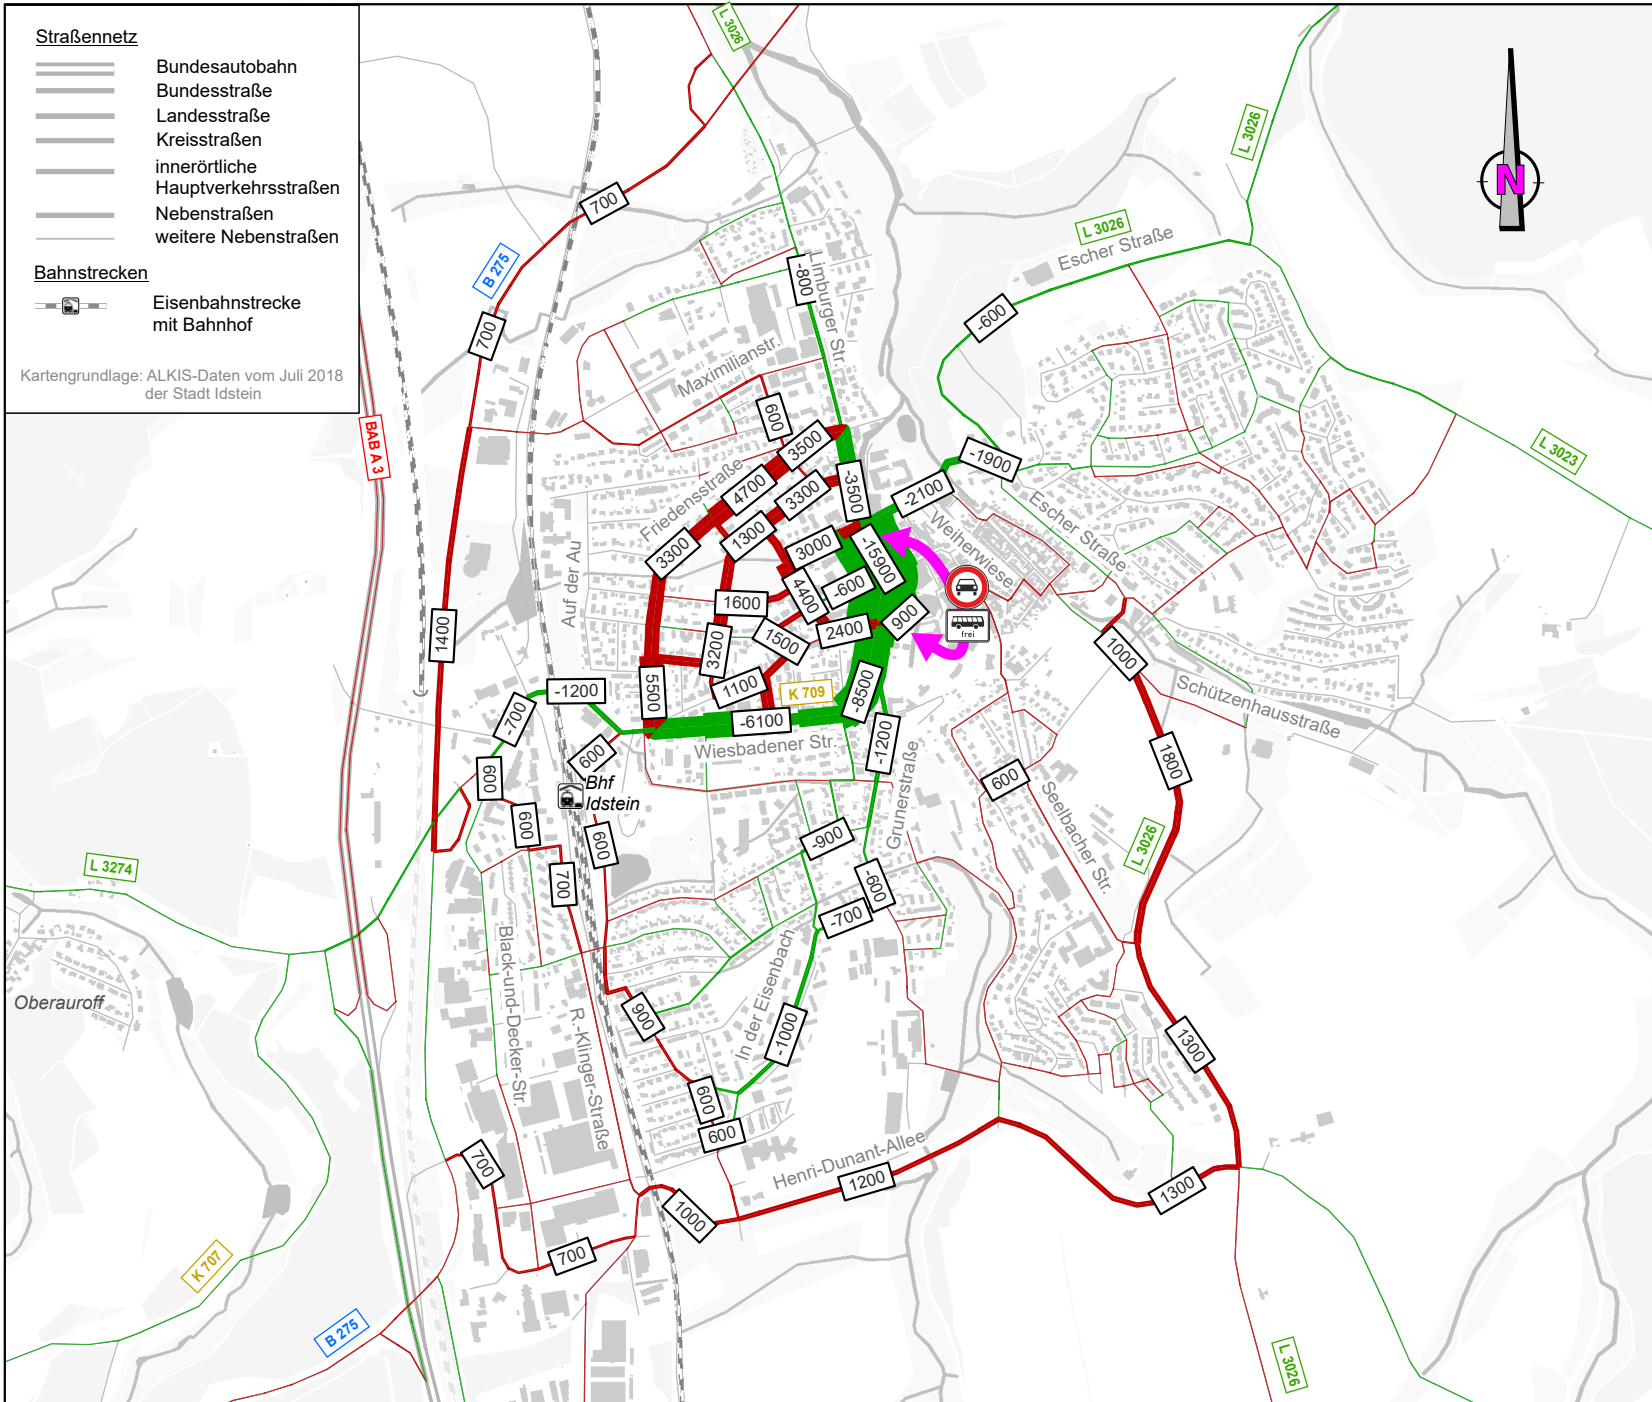 Straßennetz
Bundesautobahn
Bundesstraße
Landesstraße
Kreisstraßen
innerörtliche
Hauptverkehrsstraßen
Nebenstraßen
weitere Nebenstraßen
Bahnstrecken
Eisenbahnstrecke
mit Bahnhof
Kartengrundlage: ALKIS-Daten vom Juli 2018
der Stadt Idstein
L 3026
L 3026
N
700
B 275
L 3026
Escher Straße
-800
Limburger Str.
700
-600
Maximilianstr.
600
BAB A 3
3500
L 3023
Friedensstraße
4700
3300
-3500
-1900
-2100
Escher Straße
Weiherwiese
3300
1300
3000
-15900
Auf der Au
1600
4400
-600
900
frei
1400
3200
1500
2400
1000
5500
1100
K 709
-8500
Schützenhausstraße
-1200
-700
-6100
Wiesbadener Str.
-1200
600
Grunerstraße
1800
600
Bhf
Idstein
600
Seelbacher Str.
600
600
-900
L 3026
L 3274
700
-600
-700
Black-und-Decker-Str.
In der Eisenbach
Oberauroff
R.-Klinger-Straße
900
-1000
1300
600
600
700
Henri-Dunant-Allee
1200
1300
1000
700
K 707
B 275
L 3026